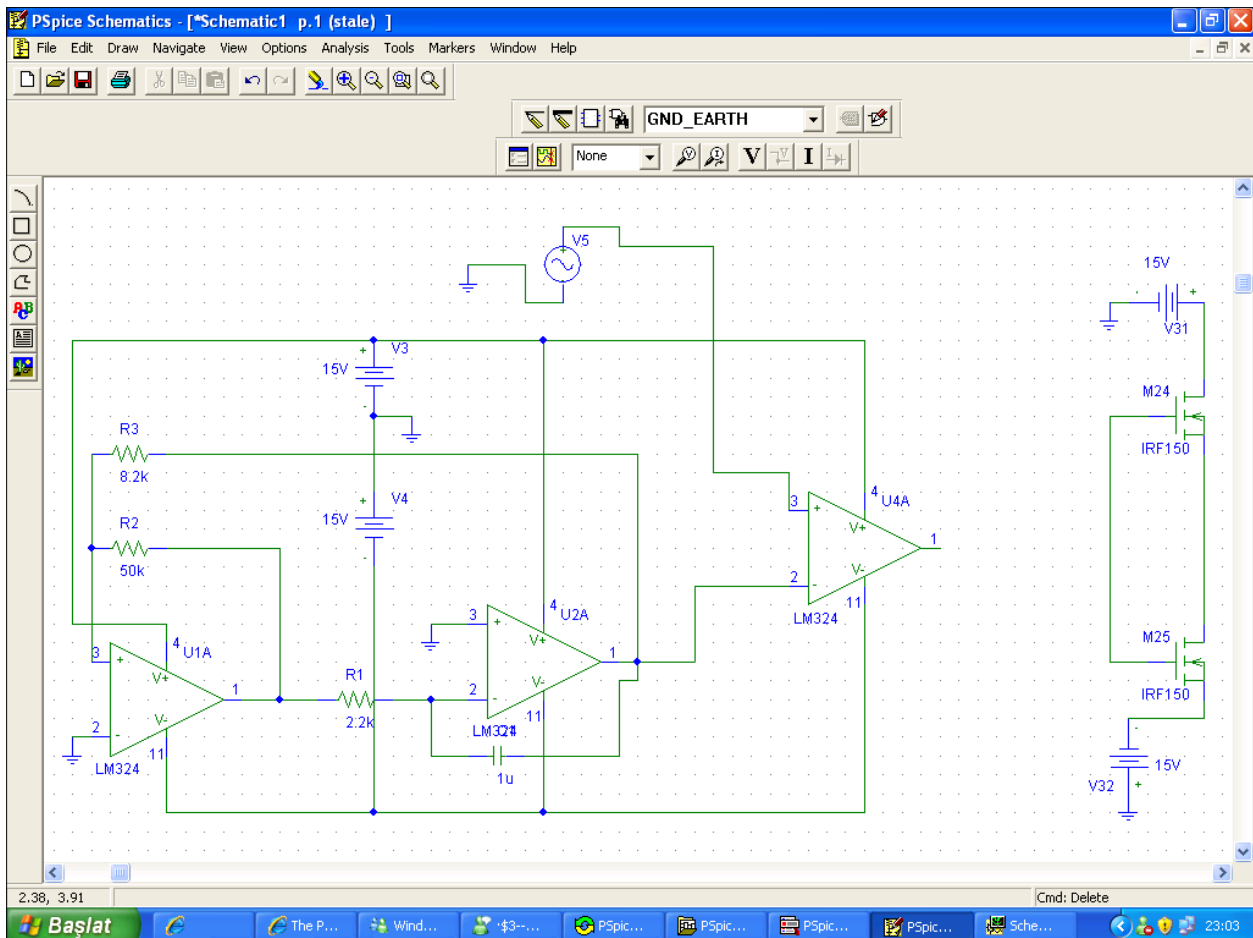 PSpice Schematics - [*Schematic1 p.1 (stale) ]
File Edit Draw Navigate View Options Analysis Tools Markers Window Help
GND_EARTH
None V I
ABC
V5
+
15V
- +
V31
+ V3
15V
-
M24
IRF150
R3
8.2k
+ V4
15V
-
R2
50k
3 + 4 U4A
V+
1
V-
2 -
11
LM324
3 + 4 U2A
V+
1
V-
2 -
11
LM324
C1
1u
M25
IRF150
3 + 4 U1A
V+
1
V-
2 -
11
LM324
R1
2.2k
-
15V
V32 +
2.38, 3.91 Cmd: Delete
Başlat The P... Wind... '$3--... PSpic... PSpic... PSpic... PSpic... Sche... 23:03